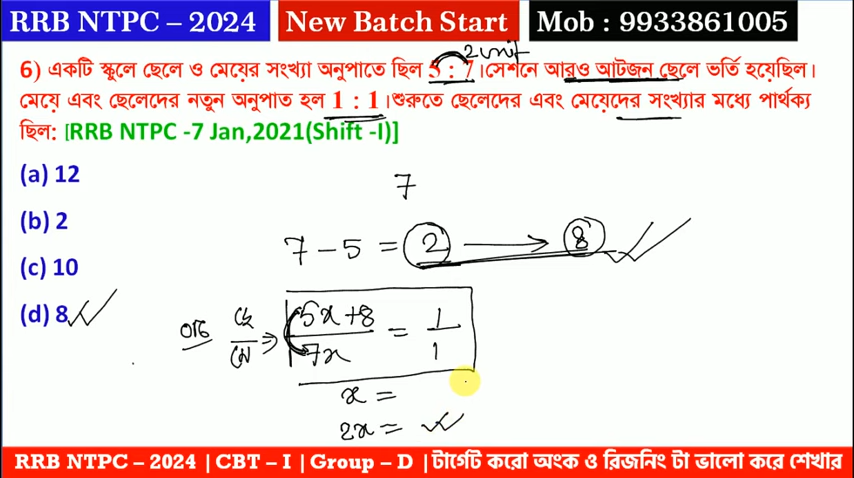 RRB NTPC – 2024 New Batch Start Mob : 9933861005
2 unit
6) একটি স্কুলে ছেলে ও মেয়ের সংখ্যা অনুপাতে ছিল 5 : 7।সেশনে আরও আটজন ছেলে ভর্তি হয়েছিল।
মেয়ে এবং ছেলেদের নতুন অনুপাত হল 1 : 1।শুরুতে ছেলেদের এবং মেয়েদের সংখ্যার মধ্যে পার্থক্য
ছিল: [RRB NTPC -7 Jan,2021(Shift -I)]
(a) 12
7
(b) 2
7 – 5 = 2 → 8
(c) 10
(d) 8
ছে 5x+8 = 1
মে ⇒ 7x 1
x =
2x =
RRB NTPC – 2024 | CBT – I | Group – D | টার্গেট করো অংক ও রিজনিং টা ভালো করে শেখার